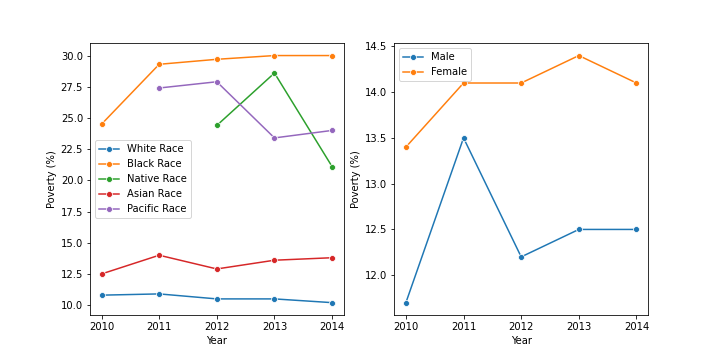 30.0
27.5
25.0
22.5
20.0
17.5
15.0
12.5
10.0
Poverty (%)
White Race
Black Race
Native Race
Asian Race
Pacific Race
2010 2011 2012 2013 2014
Year
14.5
14.0
13.5
13.0
12.5
12.0
Poverty (%)
Male
Female
2010 2011 2012 2013 2014
Year